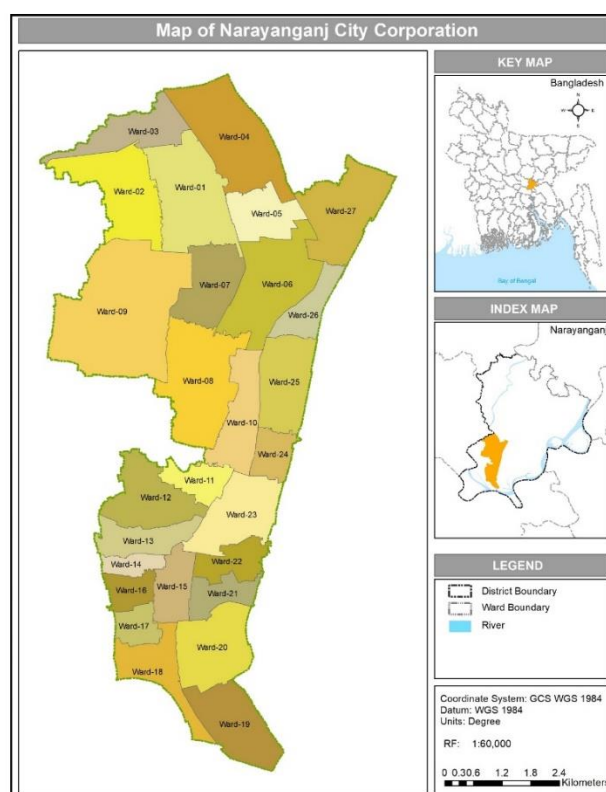 Map of Narayanganj City Corporation
Ward-03
Ward-04
Ward-02
Ward-01
Ward-05
Ward-27
Ward-07
Ward-06
Ward-09
Ward-26
Ward-08
Ward-25
Ward-10
Ward-24
Ward-11
Ward-12
Ward-23
Ward-13
Ward-14
Ward-22
Ward-16
Ward-15
Ward-21
Ward-17
Ward-20
Ward-18
Ward-19
KEY MAP
Bangladesh
N
W
E
S
Bay of Bengal
INDEX MAP
Narayanganj
LEGEND
District Boundary
Ward Boundary
River
Coordinate System: GCS WGS 1984
Datum: WGS 1984
Units: Degree
RF: 1:60,000
0 0.30.6 1.2 1.8 2.4
Kilometers